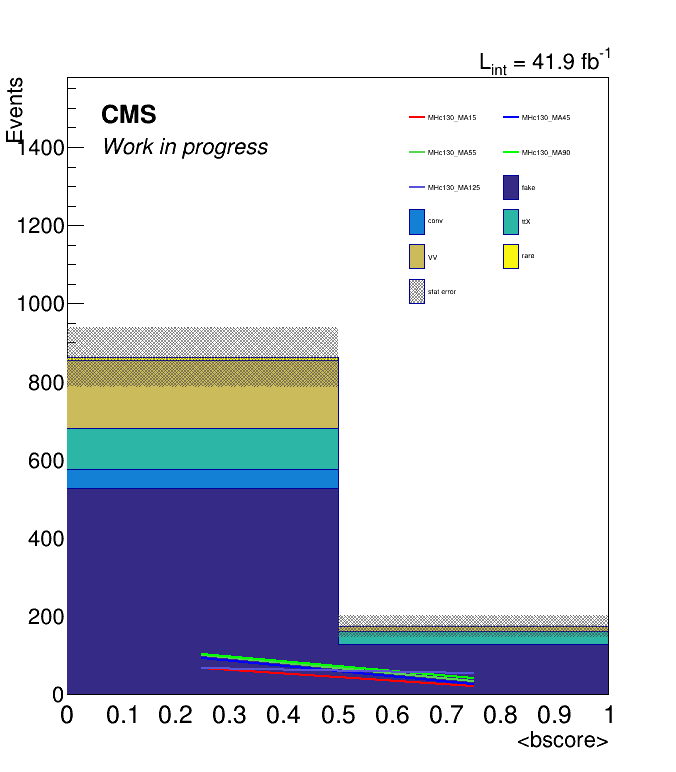 L_int = 41.9 fb^-1
Events
CMS
Work in progress
MHc130_MA15
MHc130_MA45
MHc130_MA55
MHc130_MA90
MHc130_MA125
fake
conv
ttX
VV
rare
stat error
1400
1200
1000
800
600
400
200
0
0 0.1 0.2 0.3 0.4 0.5 0.6 0.7 0.8 0.9 1
<bscore>